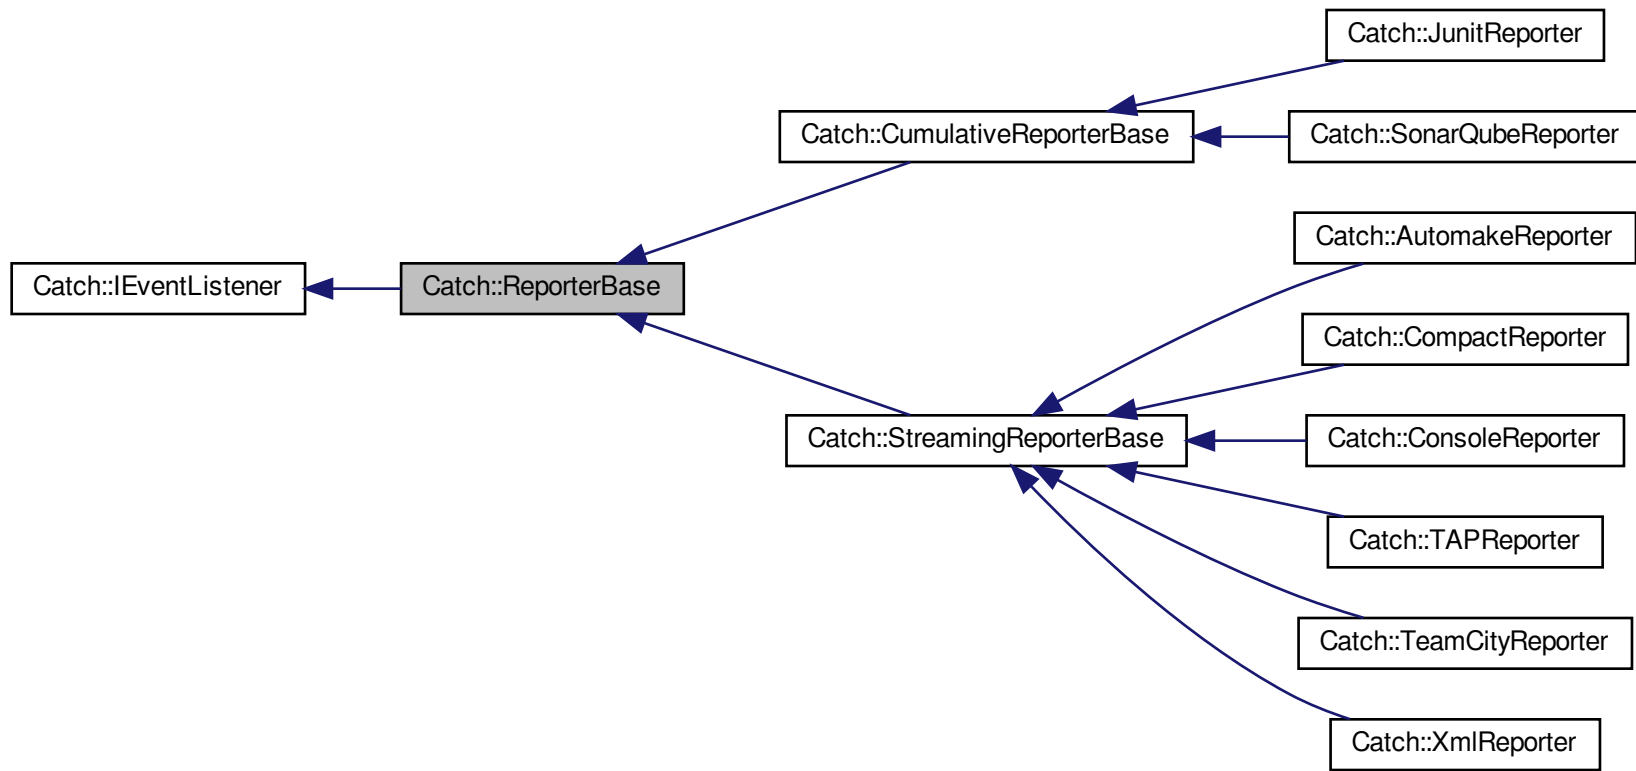 Catch::JunitReporter
Catch::CumulativeReporterBase
Catch::SonarQubeReporter
Catch::AutomakeReporter
Catch::IEventListener
Catch::ReporterBase
Catch::CompactReporter
Catch::StreamingReporterBase
Catch::ConsoleReporter
Catch::TAPReporter
Catch::TeamCityReporter
Catch::XmlReporter